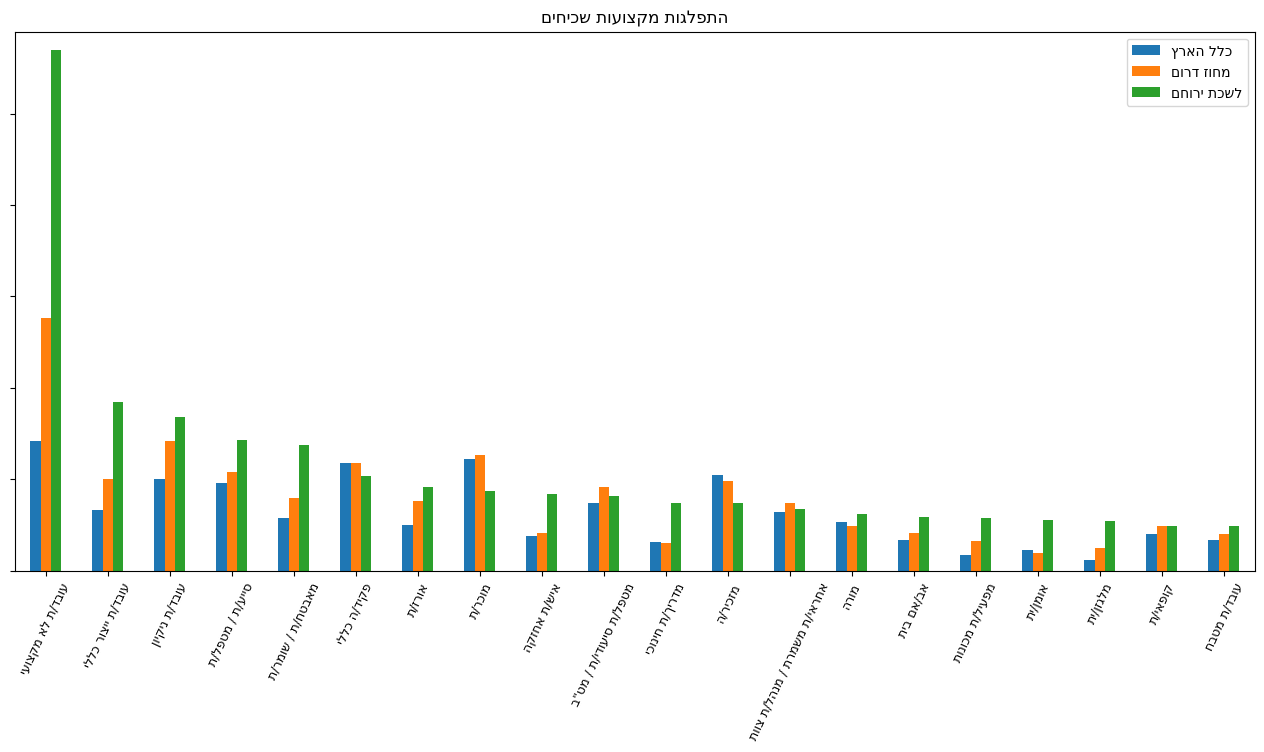 התפלגות מקצועות שכיחים
כלל הארץ
מחוז דרום
לשכת ירוחם
עובד/ת לא מקצועי
עובד/ת ייצור כללי
עובד/ת ניקיון
סייע/ת / מטפל/ת
מאבטח/ת / שומר/ת
פקיד/ה כללי
אורז/ת
מוכר/ת
איש/ת אחזקה
מטפל/ת סיעודי/ת / מט"ב
מדריך/ת חינוכי
מזכיר/ה
אחראי/ת משמרת / מנהל/ת צוות
מורה
אב/אם בית
מפעיל/ת מכונות
אומן/ית
מלגזן/ית
קופאי/ת
עובד/ת מטבח